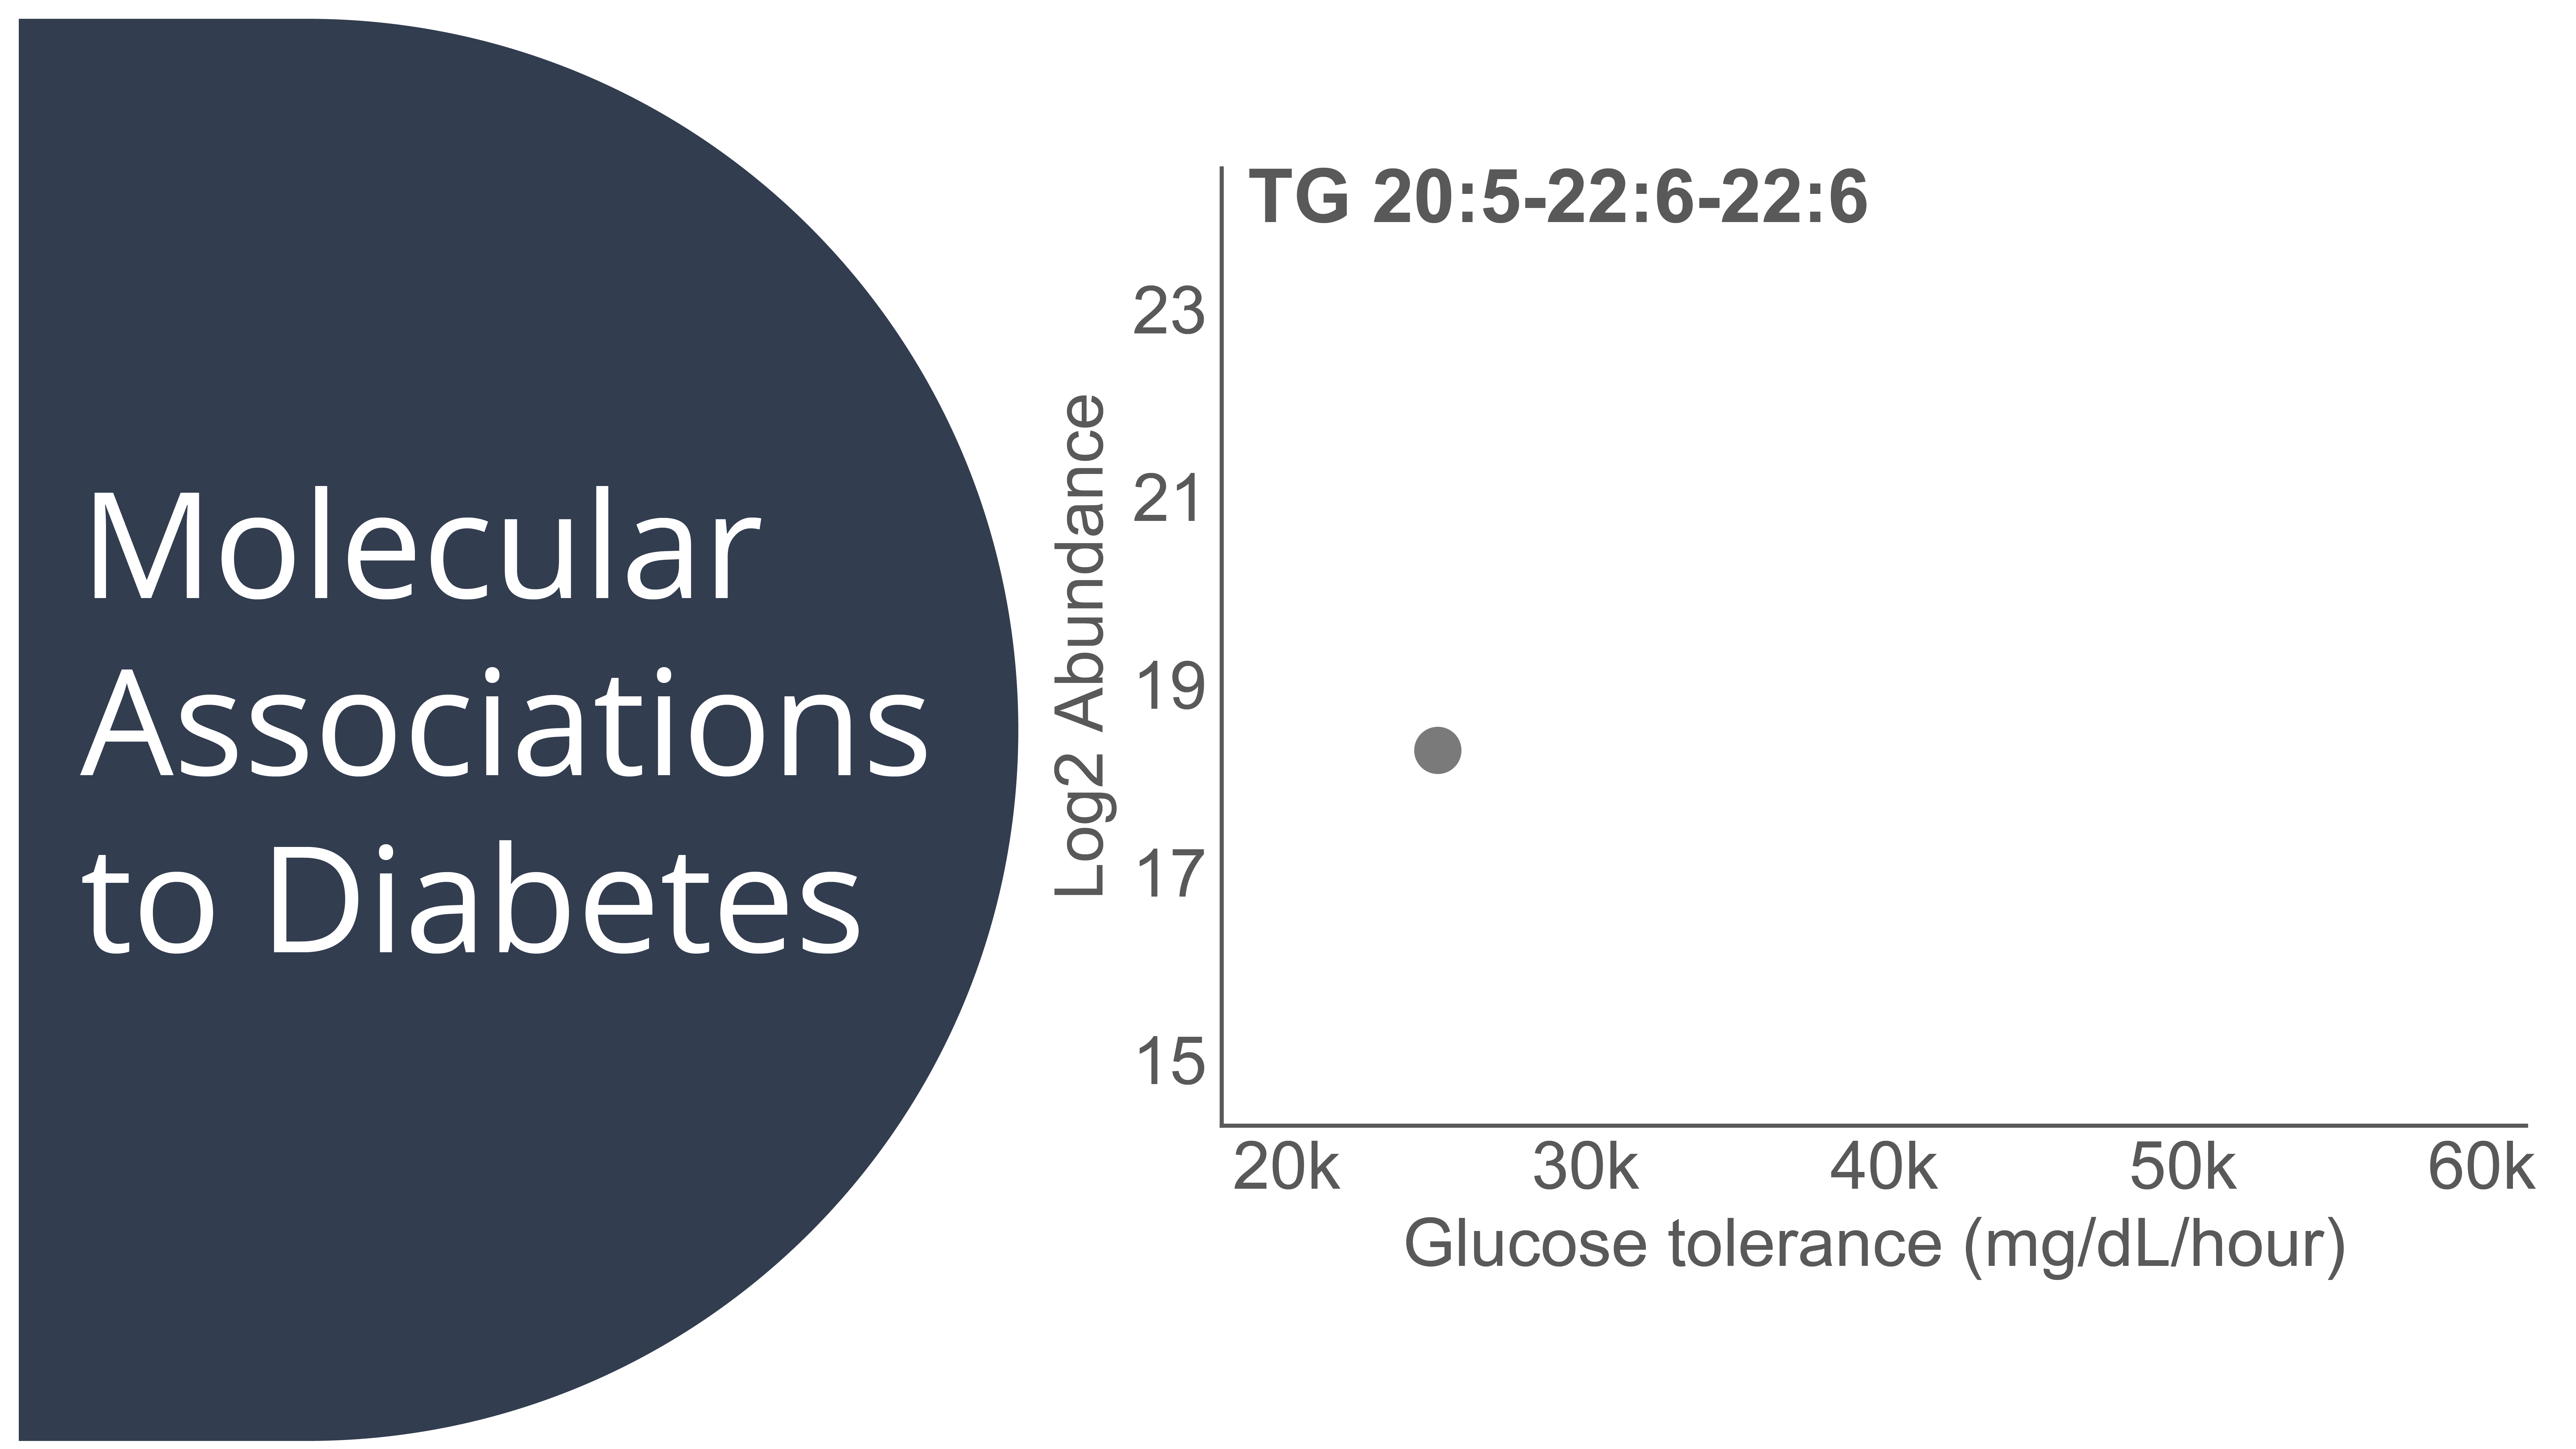 Molecular
Associations
to Diabetes
TG 20:5-22:6-22:6
Log2 Abundance
23
21
19
17
15
20k 30k 40k 50k 60k
Glucose tolerance (mg/dL/hour)